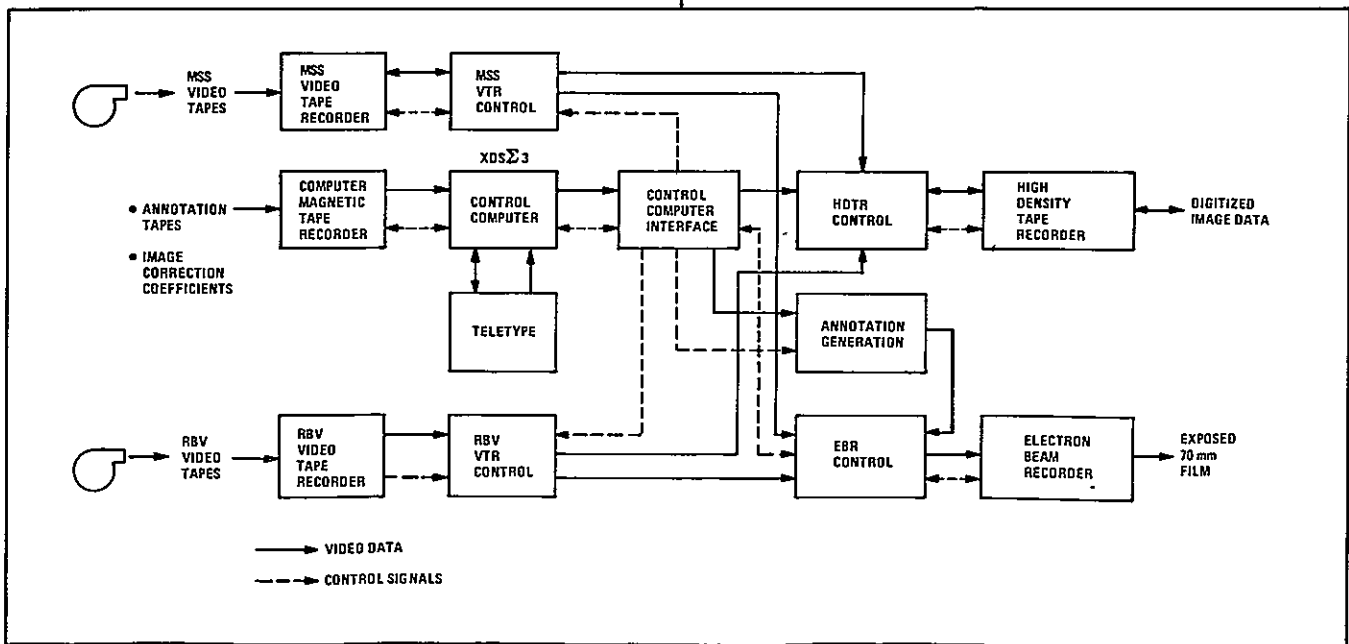 MSS
VIDEO
TAPES
MSS
VIDEO
TAPE
RECORDER
MSS
VTR
CONTROL
XDSΣ3
• ANNOTATION
TAPES
• IMAGE
CORRECTION
COEFFICIENTS
COMPUTER
MAGNETIC
TAPE
RECORDER
CONTROL
COMPUTER
CONTROL
COMPUTER
INTERFACE
HDTR
CONTROL
HIGH
DENSITY
TAPE
RECORDER
DIGITIZED
IMAGE DATA
TELETYPE
ANNOTATION
GENERATION
RBV
VIDEO
TAPES
RBV
VIDEO
TAPE
RECORDER
RBV
VTR
CONTROL
EBR
CONTROL
ELECTRON
BEAM
RECORDER
EXPOSED
70 mm
FILM
VIDEO DATA
CONTROL SIGNALS